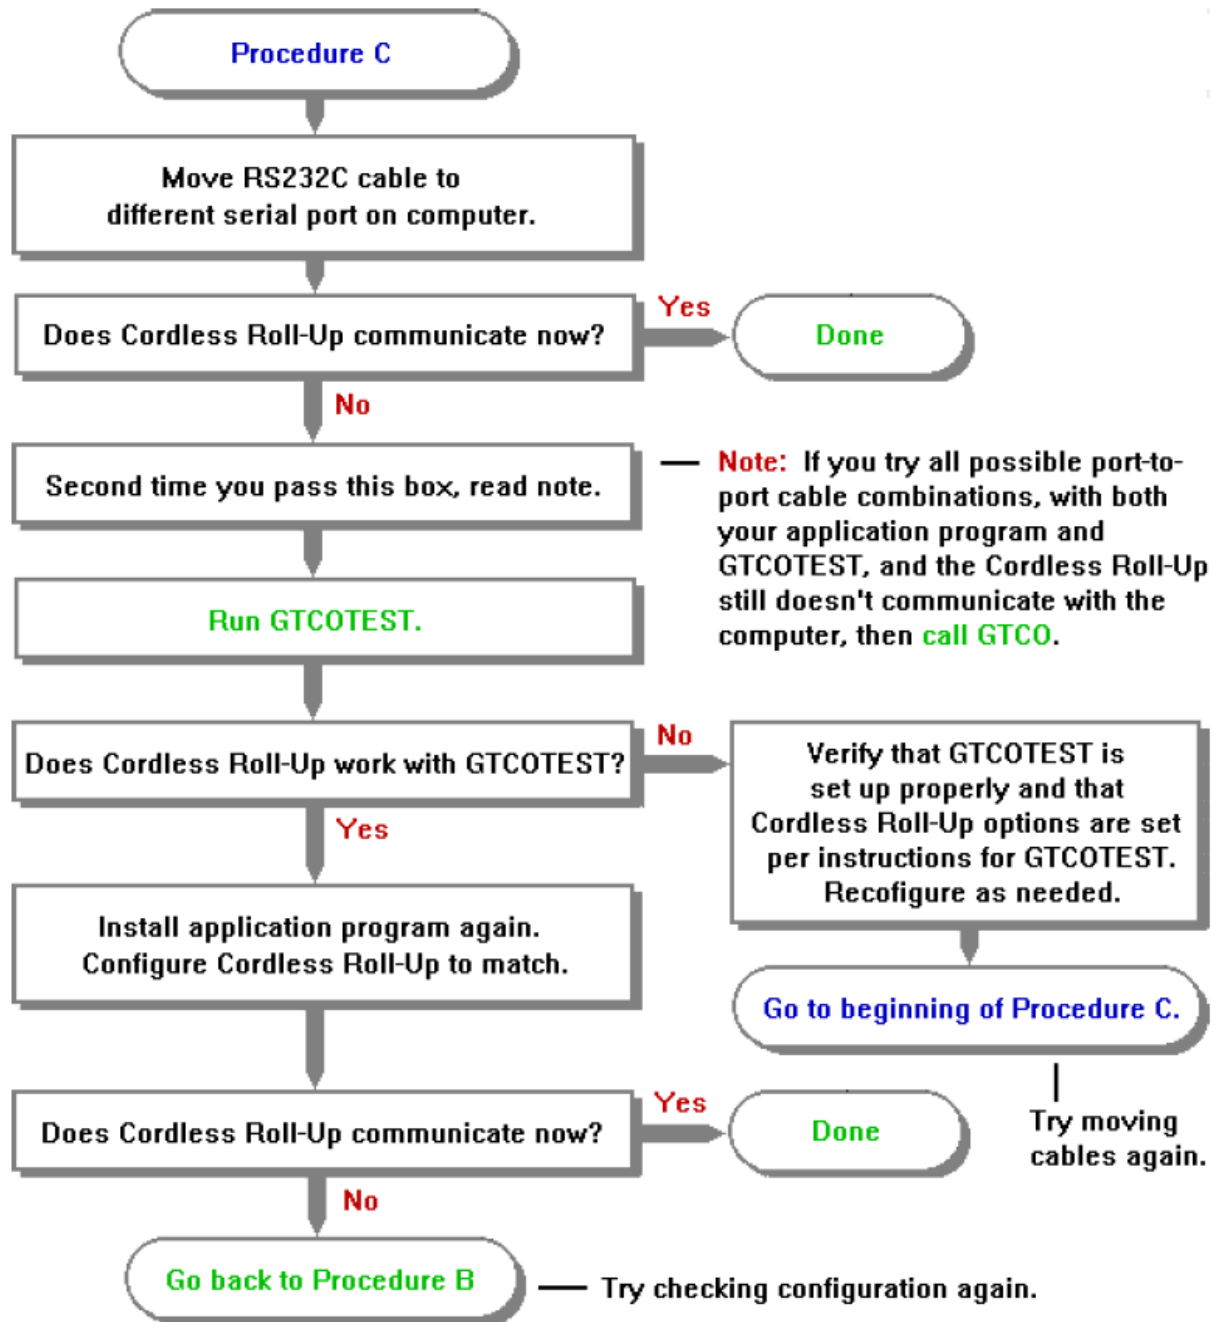 Procedure C
Move RS232C cable to
different serial port on computer.
Does Cordless Roll-Up communicate now?
Yes
Done
No
Second time you pass this box, read note.
Note: If you try all possible port-to-
port cable combinations, with both
your application program and
GTCOTEST, and the Cordless Roll-Up
still doesn't communicate with the
computer, then call GTCO.
Run GTCOTEST.
Does Cordless Roll-Up work with GTCOTEST?
No
Verify that GTCOTEST is
set up properly and that
Cordless Roll-Up options are set
per instructions for GTCOTEST.
Recofigure as needed.
Yes
Install application program again.
Configure Cordless Roll-Up to match.
Go to beginning of Procedure C.
Try moving
cables again.
Does Cordless Roll-Up communicate now?
Yes
Done
No
Go back to Procedure B
Try checking configuration again.